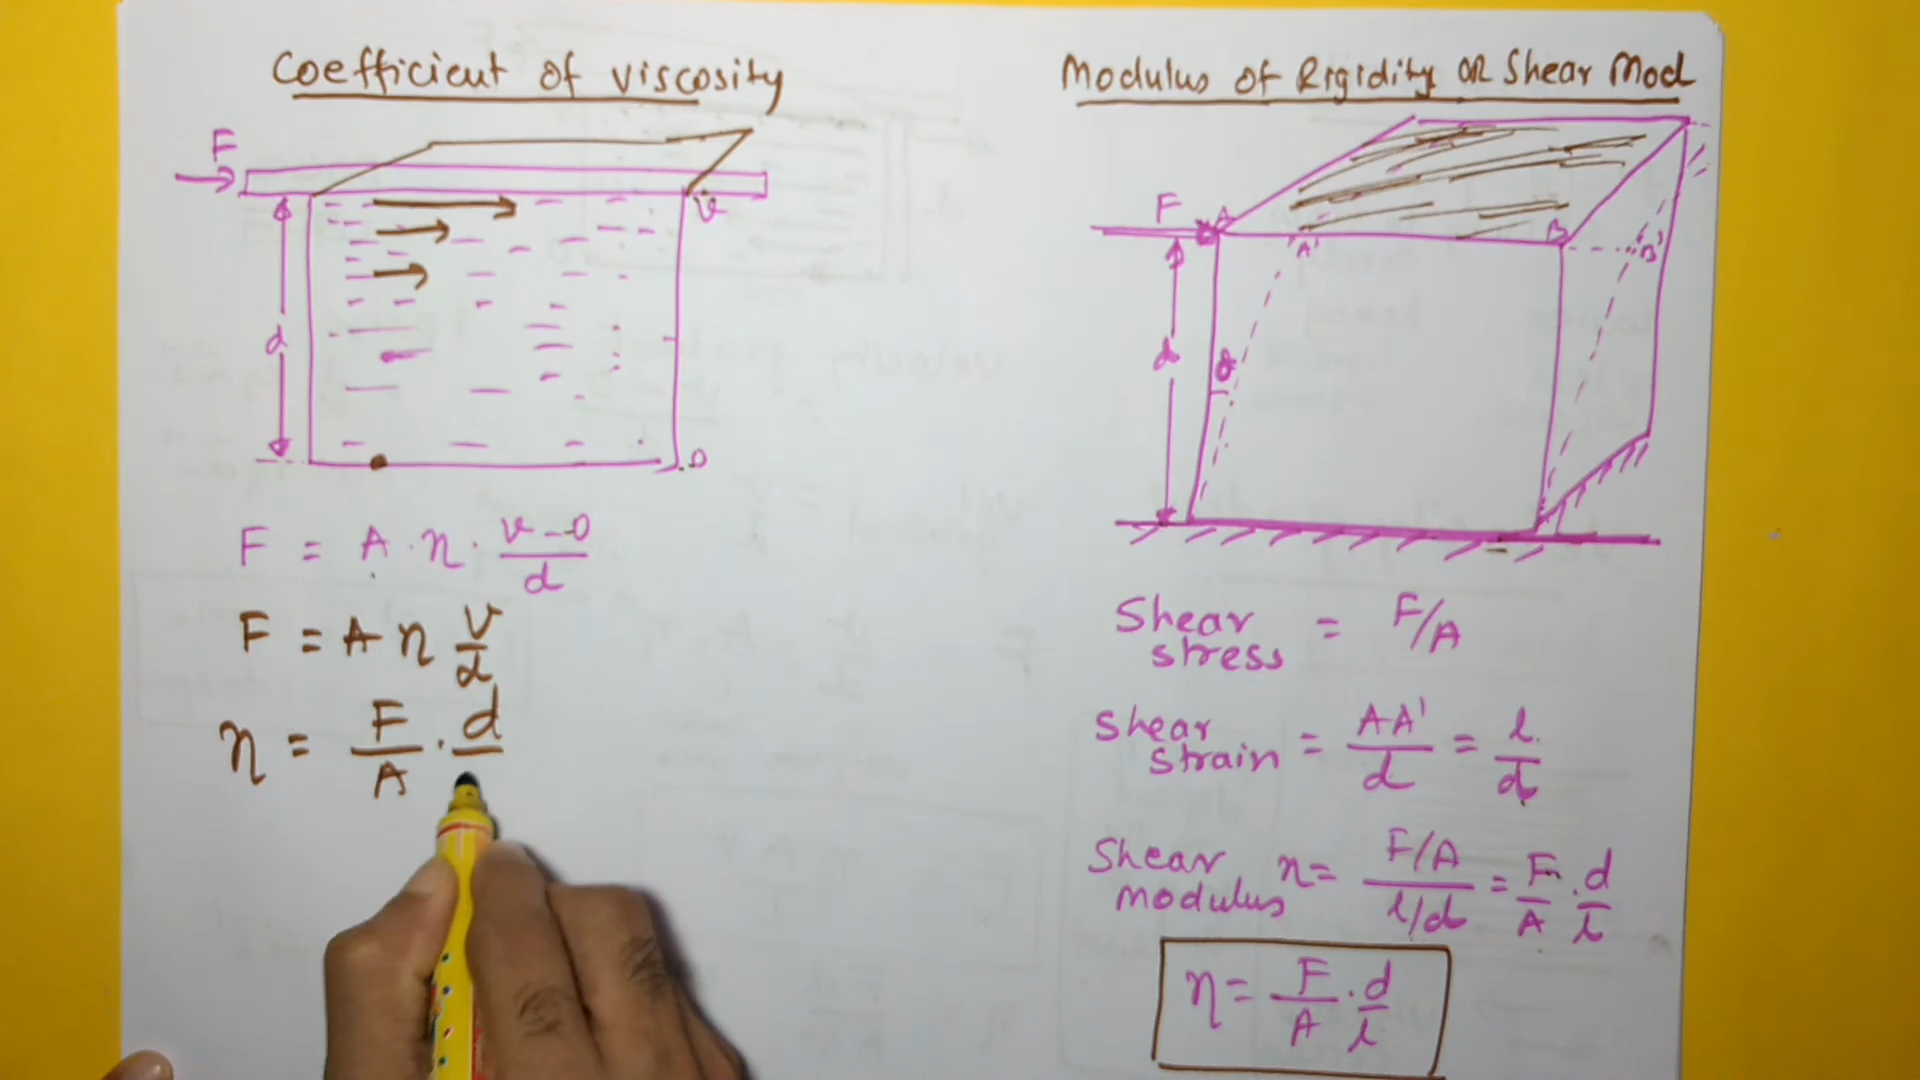 Coefficient of viscosity
F
v
d
0
F = A · η · v-0/d
F = A η v/d
η = F/A · d
Modulus of Rigidity OR Shear Mod
F A B
A' B'
d θ
Shear stress = F/A
Shear strain = AA'/d = l/d
Shear modulus η = F/A / l/d = F/A . d/l
η = F/A · d/l